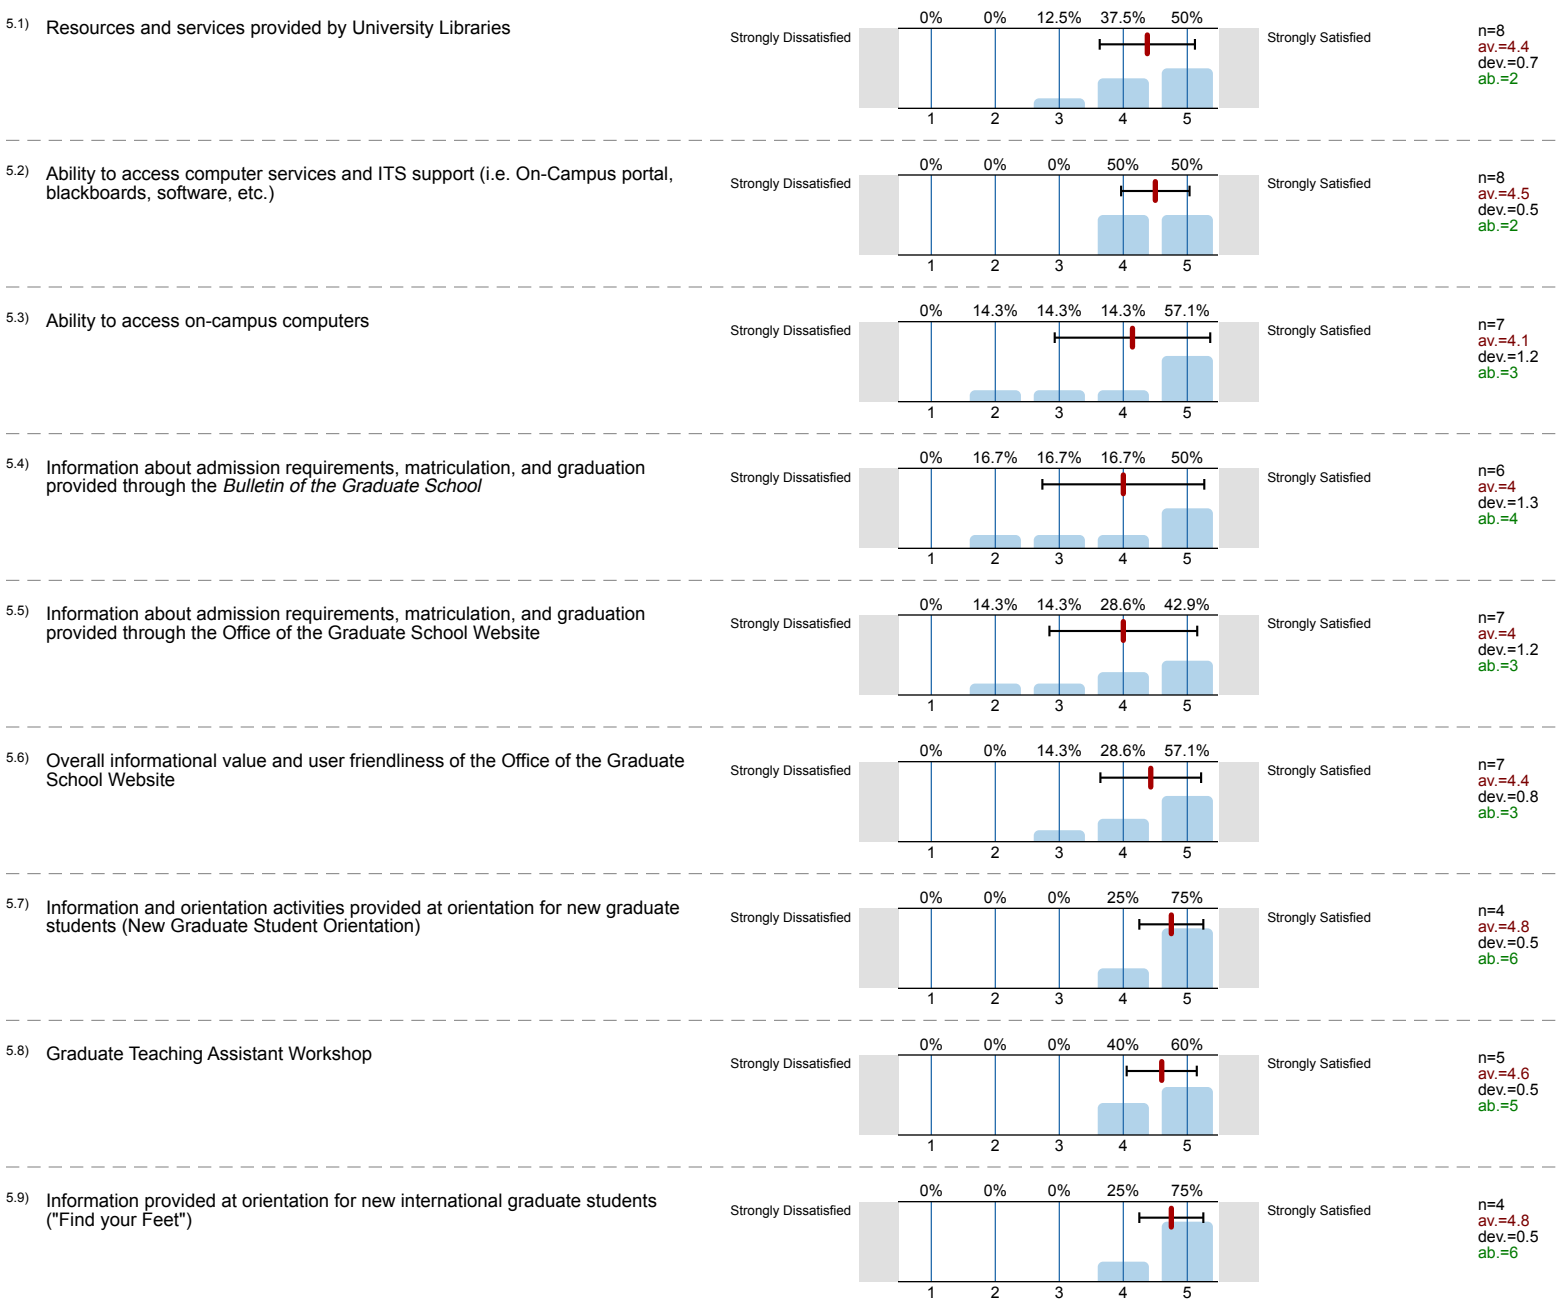 5.1) Resources and services provided by University Libraries
0% 0% 12.5% 37.5% 50%
Strongly Dissatisfied Strongly Satisfied
n=8
av.=4.4
dev.=0.7
ab.=2
1 2 3 4 5
5.2) Ability to access computer services and ITS support (i.e. On-Campus portal,
blackboards, software, etc.)
0% 0% 0% 50% 50%
Strongly Dissatisfied Strongly Satisfied
n=8
av.=4.5
dev.=0.5
ab.=2
1 2 3 4 5
5.3) Ability to access on-campus computers
0% 14.3% 14.3% 14.3% 57.1%
Strongly Dissatisfied Strongly Satisfied
n=7
av.=4.1
dev.=1.2
ab.=3
1 2 3 4 5
5.4) Information about admission requirements, matriculation, and graduation
provided through the Bulletin of the Graduate School
0% 16.7% 16.7% 16.7% 50%
Strongly Dissatisfied Strongly Satisfied
n=6
av.=4
dev.=1.3
ab.=4
1 2 3 4 5
5.5) Information about admission requirements, matriculation, and graduation
provided through the Office of the Graduate School Website
0% 14.3% 14.3% 28.6% 42.9%
Strongly Dissatisfied Strongly Satisfied
n=7
av.=4
dev.=1.2
ab.=3
1 2 3 4 5
5.6) Overall informational value and user friendliness of the Office of the Graduate
School Website
0% 0% 14.3% 28.6% 57.1%
Strongly Dissatisfied Strongly Satisfied
n=7
av.=4.4
dev.=0.8
ab.=3
1 2 3 4 5
5.7) Information and orientation activities provided at orientation for new graduate
students (New Graduate Student Orientation)
0% 0% 0% 25% 75%
Strongly Dissatisfied Strongly Satisfied
n=4
av.=4.8
dev.=0.5
ab.=6
1 2 3 4 5
5.8) Graduate Teaching Assistant Workshop
0% 0% 0% 40% 60%
Strongly Dissatisfied Strongly Satisfied
n=5
av.=4.6
dev.=0.5
ab.=5
1 2 3 4 5
5.9) Information provided at orientation for new international graduate students
("Find your Feet")
0% 0% 0% 25% 75%
Strongly Dissatisfied Strongly Satisfied
n=4
av.=4.8
dev.=0.5
ab.=6
1 2 3 4 5